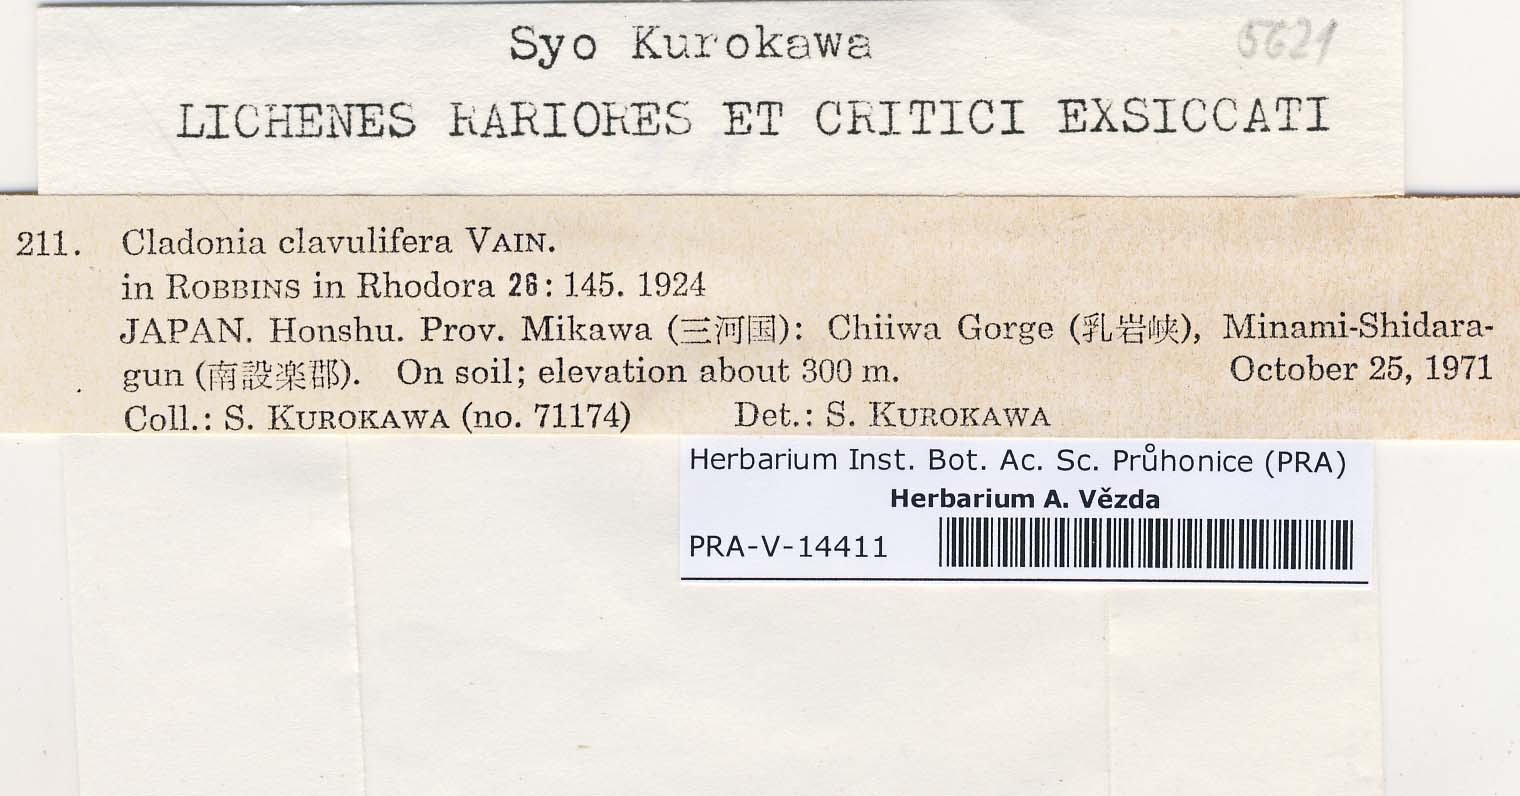 Syo Kurokawa 5621
LICHENES RARIORES ET CRITICI EXSICCATI
211. Cladonia clavulifera VAIN.
in ROBBINS in Rhodora 26: 145. 1924
JAPAN. Honshu. Prov. Mikawa (三河国): Chiiwa Gorge (乳岩峡), Minami-Shidara-
gun (南設楽郡). On soil; elevation about 300 m. October 25, 1971
Coll.: S. KUROKAWA (no. 71174) Det.: S. KUROKAWA
Herbarium Inst. Bot. Ac. Sc. Průhonice (PRA)
Herbarium A. Vězda
PRA-V-14411